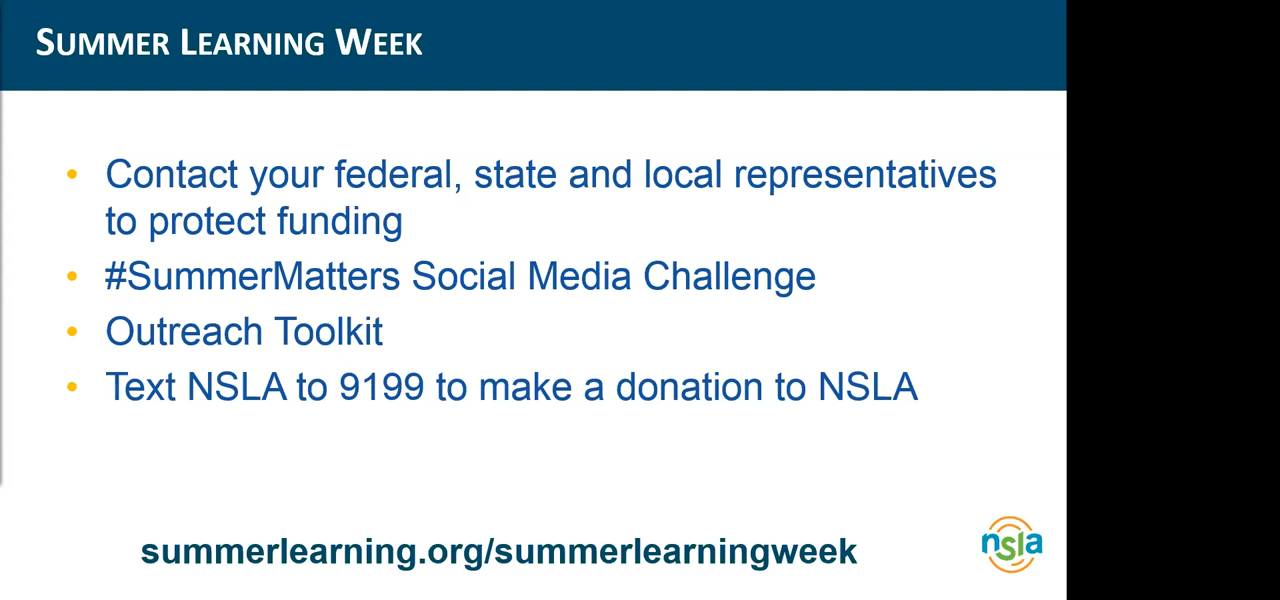 SUMMER LEARNING WEEK
• Contact your federal, state and local representatives
to protect funding
• #SummerMatters Social Media Challenge
• Outreach Toolkit
• Text NSLA to 9199 to make a donation to NSLA
summerlearning.org/summerlearningweek
nsla